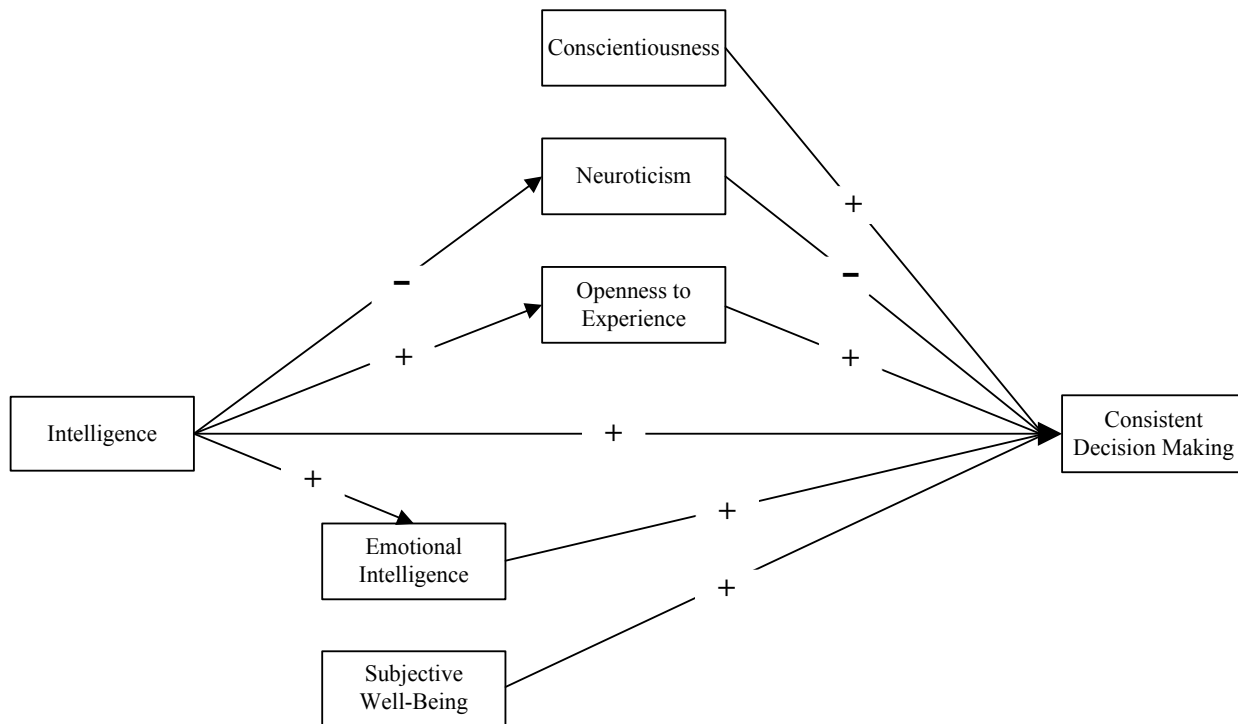 Conscientiousness
+
Neuroticism
–
–
Openness to
Experience
+
+
Intelligence
+
Consistent
Decision Making
+
Emotional
Intelligence
+
+
Subjective
Well-Being